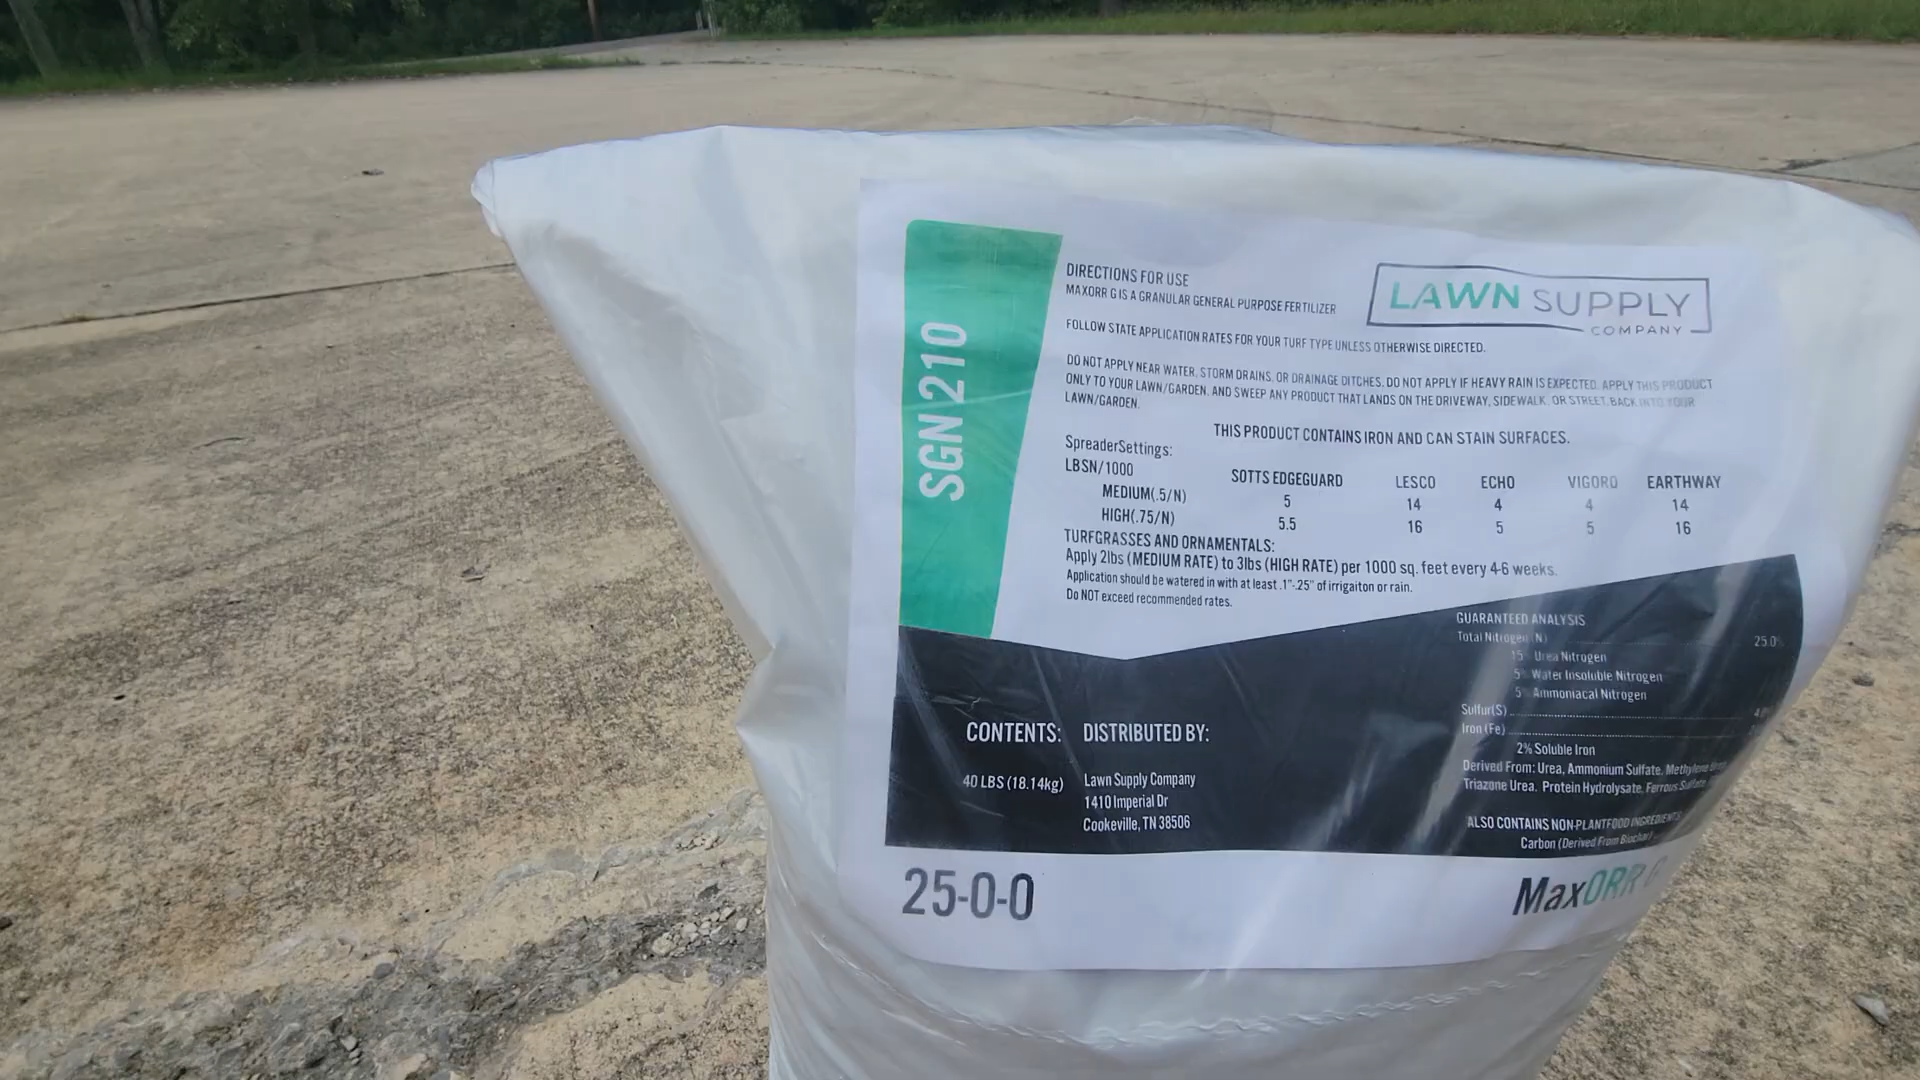 SGN 210
DIRECTIONS FOR USE
MAXORR G IS A GRANULAR GENERAL PURPOSE FERTILIZER
LAWN SUPPLY
COMPANY
FOLLOW STATE APPLICATION RATES FOR YOUR TURF TYPE UNLESS OTHERWISE DIRECTED.
DO NOT APPLY NEAR WATER, STORM DRAINS, OR DRAINAGE DITCHES. DO NOT APPLY IF HEAVY RAIN IS EXPECTED. APPLY THIS PRODUCT
ONLY TO YOUR LAWN/GARDEN, AND SWEEP ANY PRODUCT THAT LANDS ON THE DRIVEWAY, SIDEWALK, OR STREET, BACK INTO YOUR
LAWN/GARDEN.
THIS PRODUCT CONTAINS IRON AND CAN STAIN SURFACES.
SpreaderSettings:
LBSN/1000 SOTTS EDGEGUARD LESCO ECHO VIGORO EARTHWAY
MEDIUM(.5/N) 5 14 4 4 14
HIGH(.75/N) 5.5 16 5 5 16
TURFGRASSES AND ORNAMENTALS:
Apply 2lbs (MEDIUM RATE) to 3lbs (HIGH RATE) per 1000 sq. feet every 4-6 weeks.
Application should be watered in with at least .1"-.25" of irrigaiton or rain.
Do NOT exceed recommended rates.
GUARANTEED ANALYSIS
Total Nitrogen (N) 25.0%
15% Urea Nitrogen
5% Water Insoluble Nitrogen
5% Ammoniacal Nitrogen
Sulfur(S)
Iron (Fe)
2% Soluble Iron
Derived From: Urea, Ammonium Sulfate, Methylene
Triazone Urea, Protein Hydrolysate, Ferrous Sulfate
ALSO CONTAINS NON-PLANTFOOD INGREDIENTS
Carbon (Derived From Biochar)
CONTENTS: DISTRIBUTED BY:
40 LBS (18.14kg) Lawn Supply Company
1410 Imperial Dr
Cookeville, TN 38506
25-0-0
MaxORR G